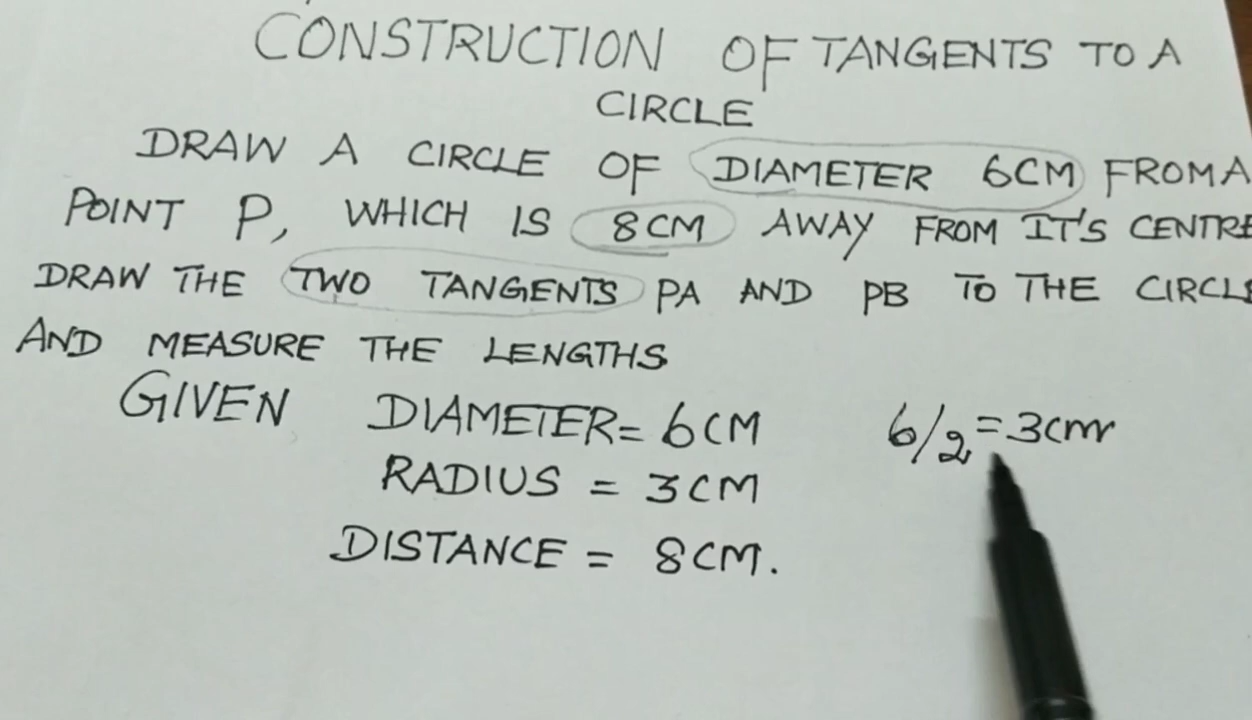 CONSTRUCTION OF TANGENTS TO A
CIRCLE
DRAW A CIRCLE OF DIAMETER 6CM FROM A
POINT P, WHICH IS 8CM AWAY FROM IT'S CENTRE
DRAW THE TWO TANGENTS PA AND PB TO THE CIRCLE
AND MEASURE THE LENGTHS
GIVEN DIAMETER = 6CM 6/2 = 3cm
RADIUS = 3CM
DISTANCE = 8CM.